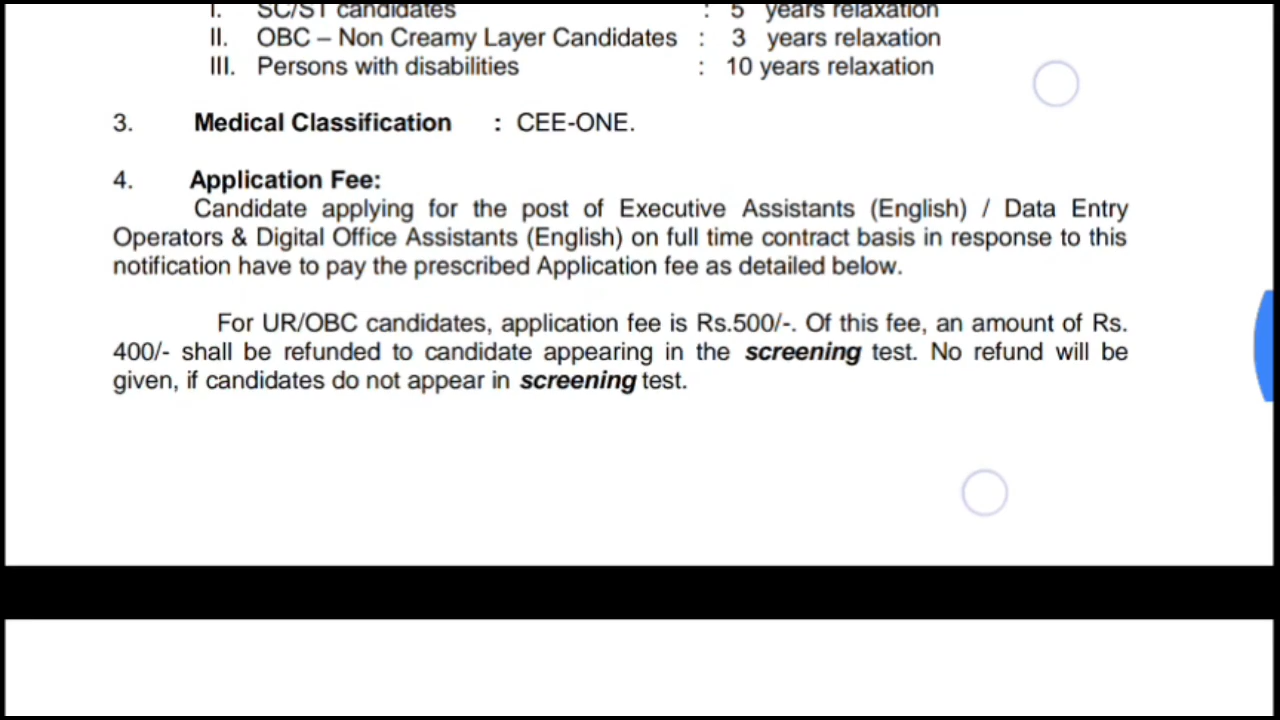 I. SC/ST candidates : 5 years relaxation
II. OBC – Non Creamy Layer Candidates : 3 years relaxation
III. Persons with disabilities : 10 years relaxation
3. Medical Classification : CEE-ONE.
4. Application Fee:
Candidate applying for the post of Executive Assistants (English) / Data Entry
Operators & Digital Office Assistants (English) on full time contract basis in response to this
notification have to pay the prescribed Application fee as detailed below.
For UR/OBC candidates, application fee is Rs.500/-. Of this fee, an amount of Rs.
400/- shall be refunded to candidate appearing in the screening test. No refund will be
given, if candidates do not appear in screening test.